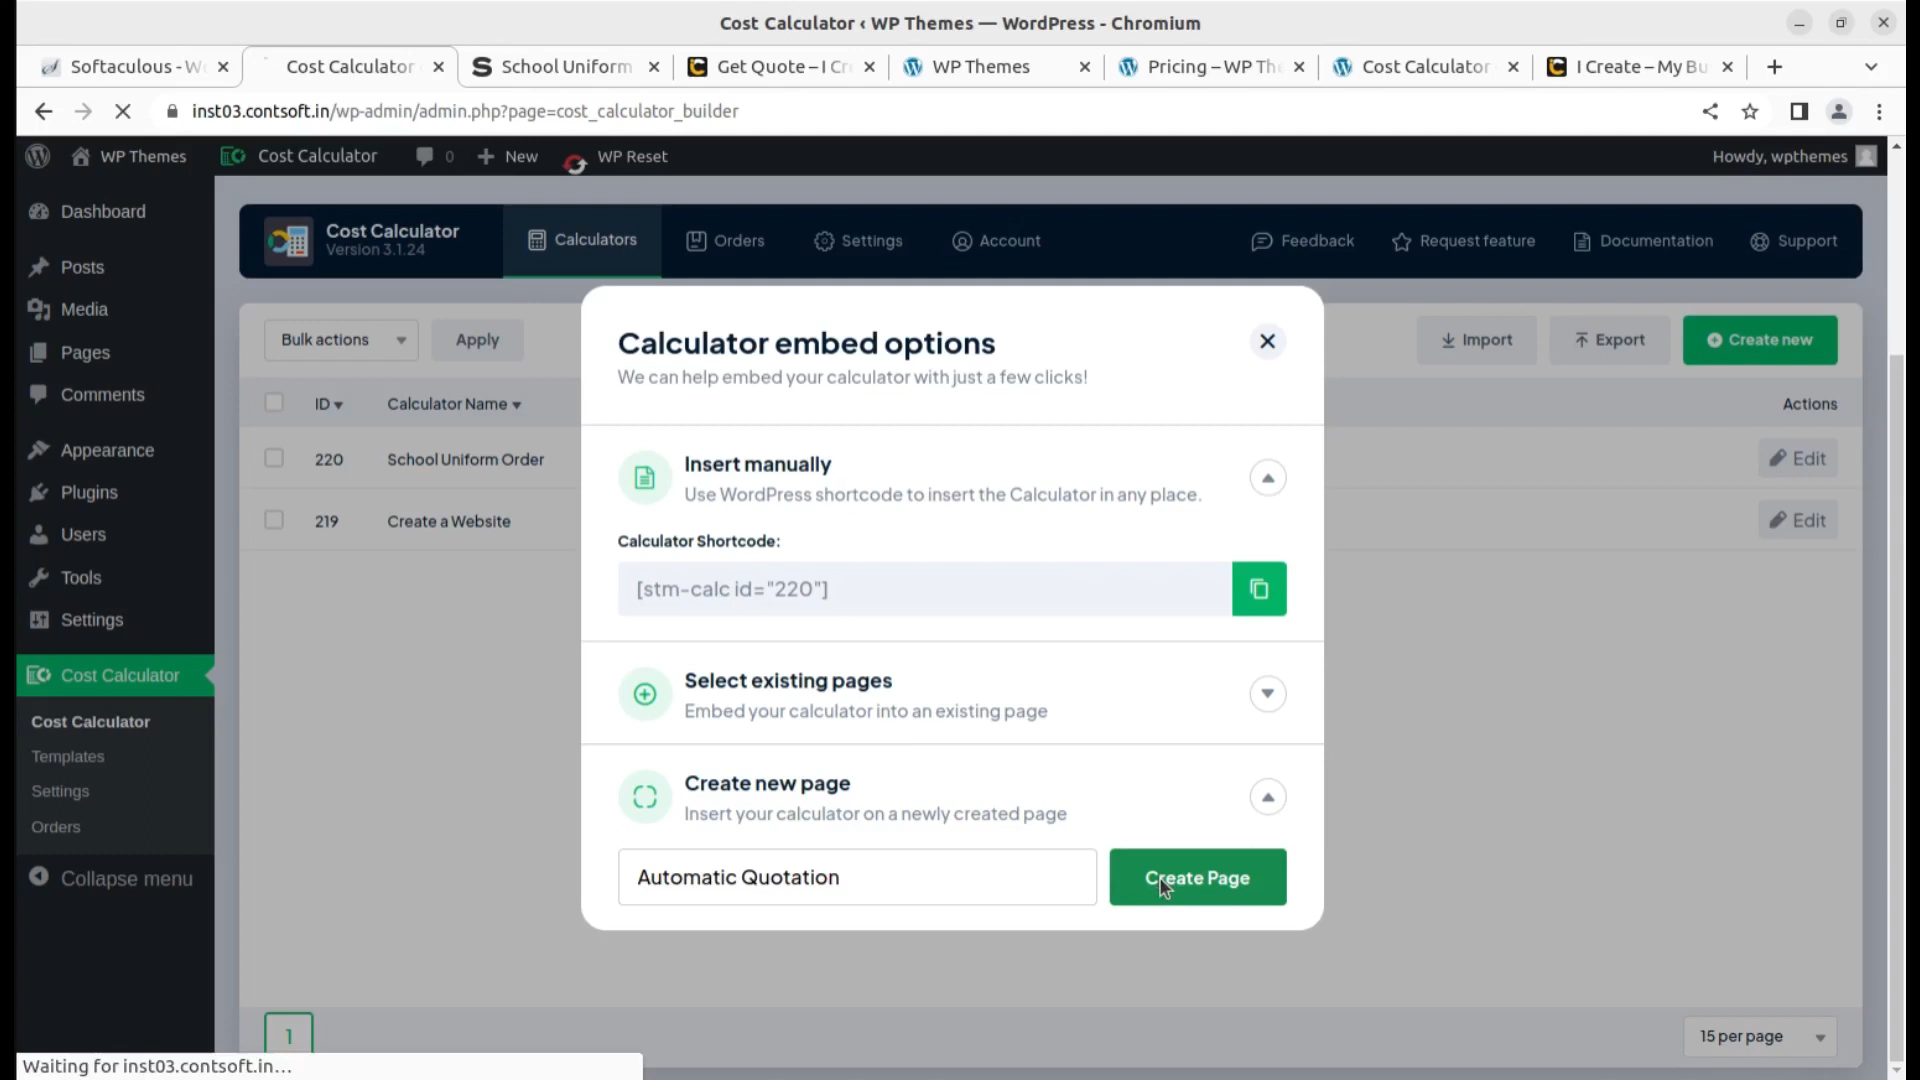 Cost Calculator ‹ WP Themes — WordPress - Chromium
Softaculous - W
Cost Calculator
School Uniform
Get Quote – I Cr
WP Themes
Pricing – WP Th
Cost Calculator
I Create – My Bu
inst03.contsoft.in/wp-admin/admin.php?page=cost_calculator_builder
WP Themes
Cost Calculator
0
New
WP Reset
Howdy, wpthemes
Dashboard
Posts
Media
Pages
Comments
Appearance
Plugins
Users
Tools
Settings
Cost Calculator
Cost Calculator
Templates
Settings
Orders
Collapse menu
Cost Calculator
Version 3.1.24
Calculators
Orders
Settings
Account
Feedback
Request feature
Documentation
Support
Bulk actions
Apply
Import
Export
Create new
ID
Calculator Name
Actions
220
School Uniform Order
Edit
219
Create a Website
Edit
Calculator embed options
We can help embed your calculator with just a few clicks!
Insert manually
Use WordPress shortcode to insert the Calculator in any place.
Calculator Shortcode:
[stm-calc id="220"]
Select existing pages
Embed your calculator into an existing page
Create new page
Insert your calculator on a newly created page
Automatic Quotation
Create Page
1
15 per page
Waiting for inst03.contsoft.in…